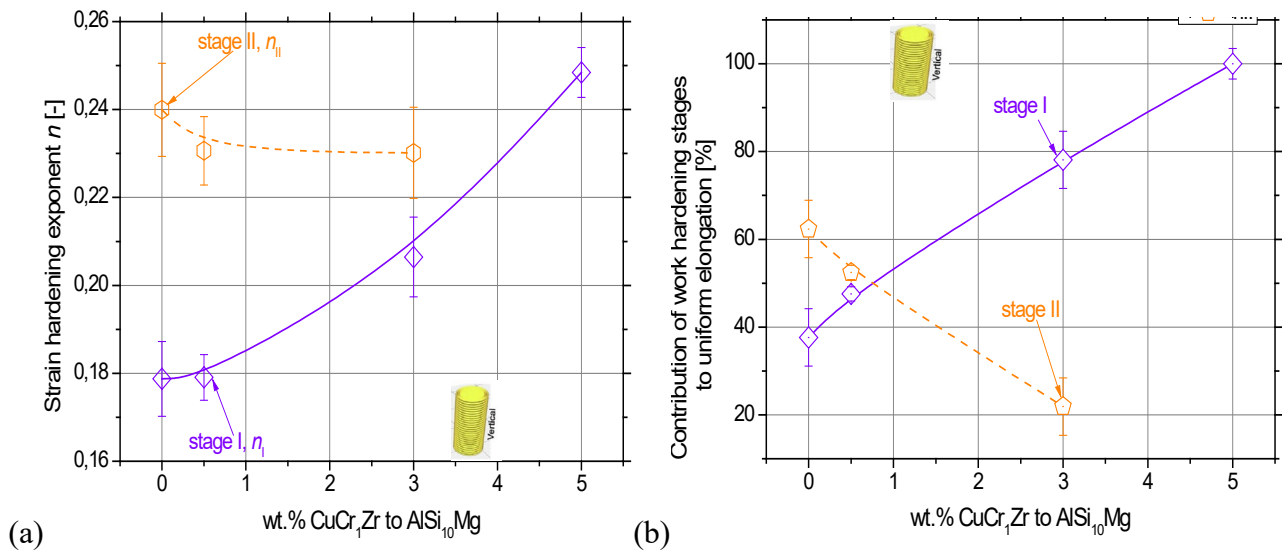 0,26
0,24
0,22
0,20
0,18
0,16
Strain hardening exponent n [-]
stage II, n_II
stage I, n_I
Vertical
0 1 2 3 4 5
wt.% CuCr₁Zr to AlSi₁₀Mg
(a)
100
80
60
40
20
Contribution of work hardening stages
to uniform elongation [%]
Vertical
stage I
stage II
0 1 2 3 4 5
wt.% CuCr₁Zr to AlSi₁₀Mg
(b)